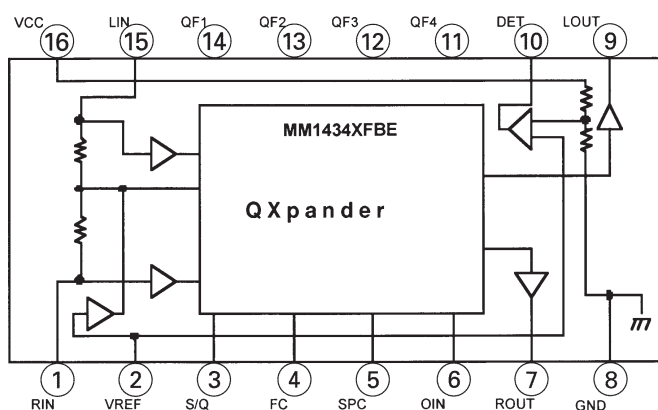 VCC LIN QF1 QF2 QF3 QF4 DET LOUT
16 15 14 13 12 11 10 9
MM1434XFBE
QXpander
1 2 3 4 5 6 7 8
RIN VREF S/Q FC SPC OIN ROUT GND